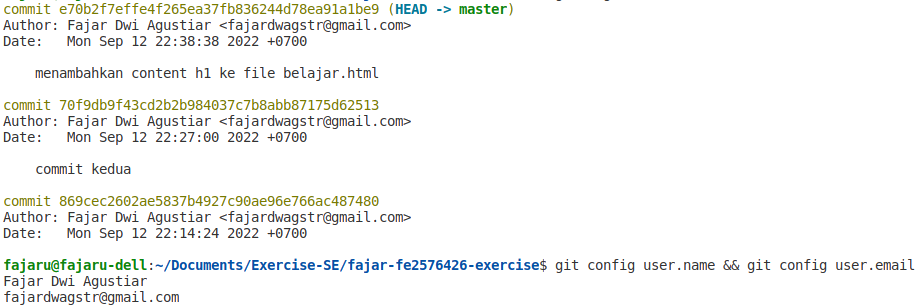 commit e70b2f7effe4f265ea37fb836244d78ea91a1be9 (HEAD -> master)
Author: Fajar Dwi Agustiar <fajardwagstr@gmail.com>
Date:   Mon Sep 12 22:38:38 2022 +0700
    menambahkan content h1 ke file belajar.html
commit 70f9db9f43cd2b2b984037c7b8abb87175d62513
Author: Fajar Dwi Agustiar <fajardwagstr@gmail.com>
Date:   Mon Sep 12 22:27:00 2022 +0700
    commit kedua
commit 869cec2602ae5837b4927c90ae96e766ac487480
Author: Fajar Dwi Agustiar <fajardwagstr@gmail.com>
Date:   Mon Sep 12 22:14:24 2022 +0700
fajaru@fajaru-dell:~/Documents/Exercise-SE/fajar-fe2576426-exercise$ git config user.name && git config user.email
Fajar Dwi Agustiar
fajardwagstr@gmail.com